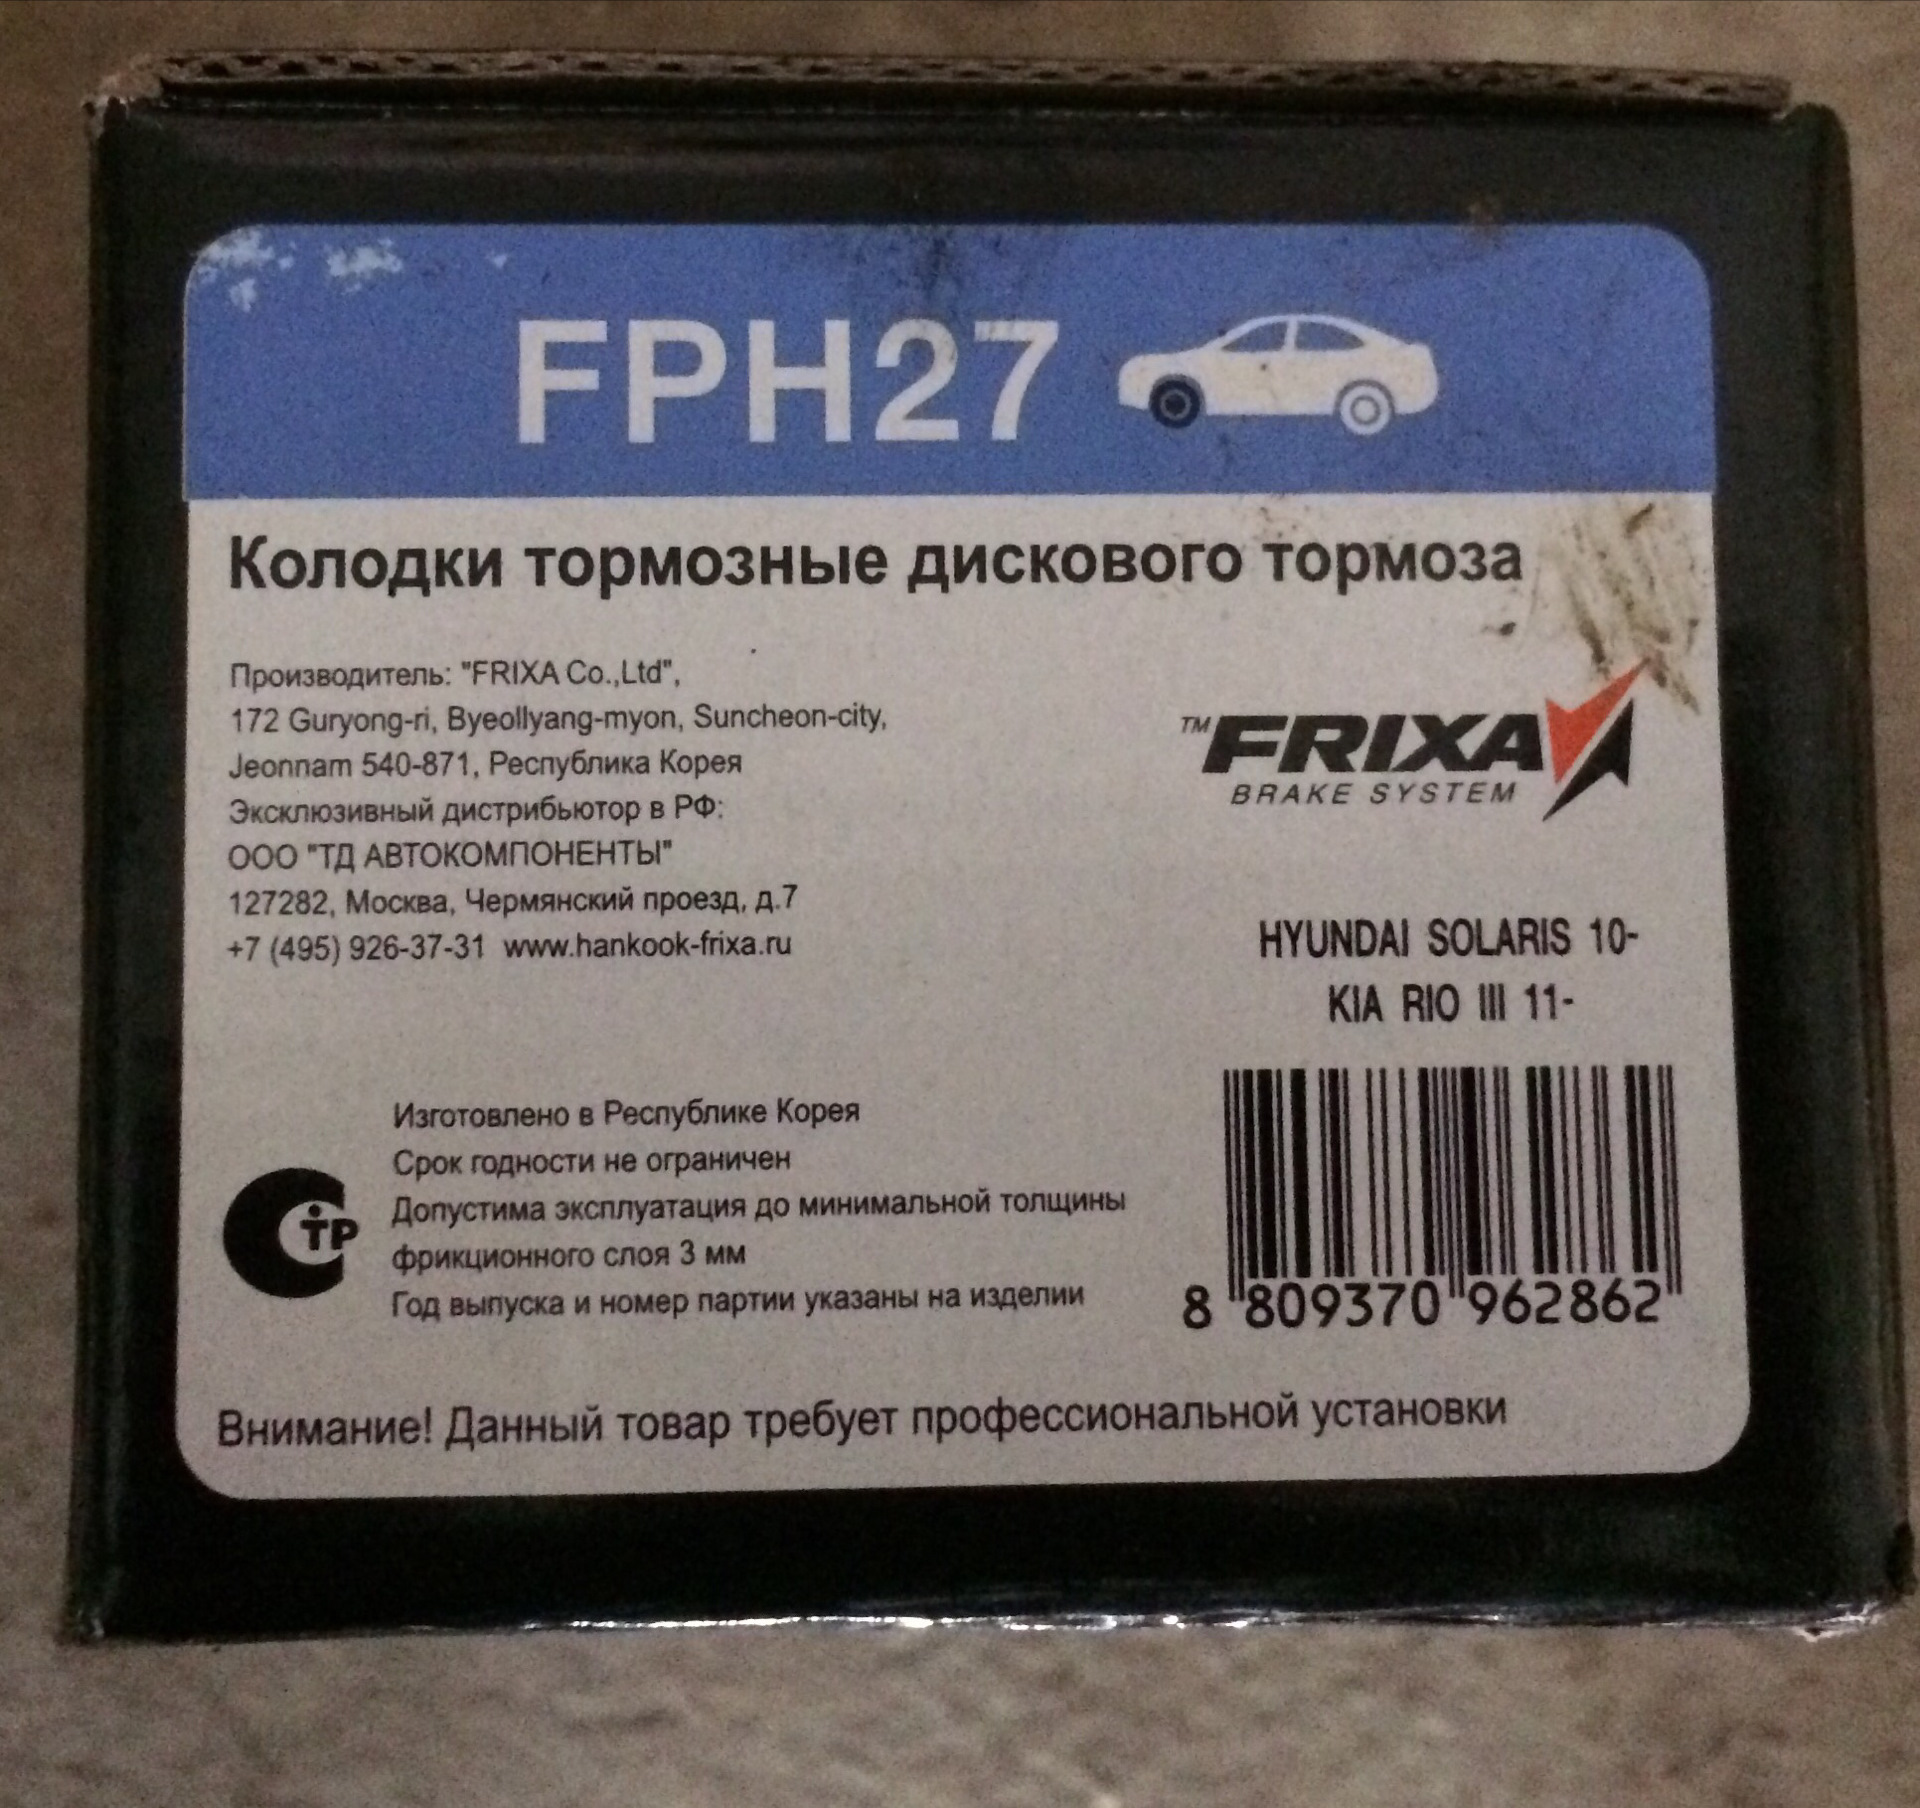 FPH27
Колодки тормозные дискового тормоза
Производитель: "FRIXA Co.,Ltd",
172 Guryong-ri, Byeollyang-myon, Suncheon-city,
Jeonnam 540-871, Республика Корея
Эксклюзивный дистрибьютор в РФ:
ООО "ТД АВТОКОМПОНЕНТЫ"
127282, Москва, Чермянский проезд, д.7
+7 (495) 926-37-31 www.hankook-frixa.ru
™FRIXA
BRAKE SYSTEM
HYUNDAI SOLARIS 10-
KIA RIO III 11-
Изготовлено в Республике Корея
Срок годности не ограничен
Допустима эксплуатация до минимальной толщины
фрикционного слоя 3 мм
Год выпуска и номер партии указаны на изделии
СТР
8 809370 962862
Внимание! Данный товар требует профессиональной установки